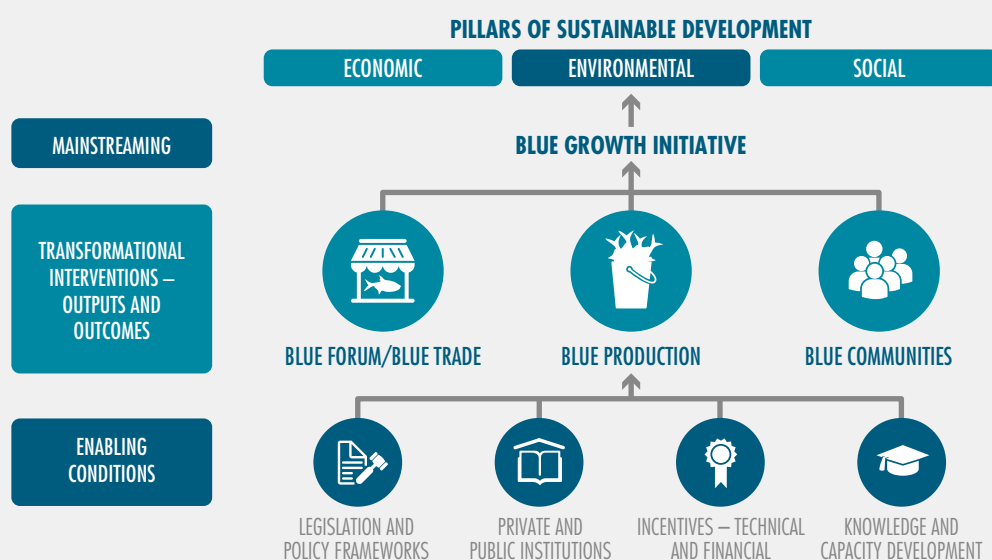 PILLARS OF SUSTAINABLE DEVELOPMENT
ECONOMIC
ENVIRONMENTAL
SOCIAL
MAINSTREAMING
BLUE GROWTH INITIATIVE
TRANSFORMATIONAL
INTERVENTIONS –
OUTPUTS AND
OUTCOMES
BLUE FORUM/BLUE TRADE
BLUE PRODUCTION
BLUE COMMUNITIES
ENABLING
CONDITIONS
LEGISLATION AND
POLICY FRAMEWORKS
PRIVATE AND
PUBLIC INSTITUTIONS
INCENTIVES – TECHNICAL
AND FINANCIAL
KNOWLEDGE AND
CAPACITY DEVELOPMENT